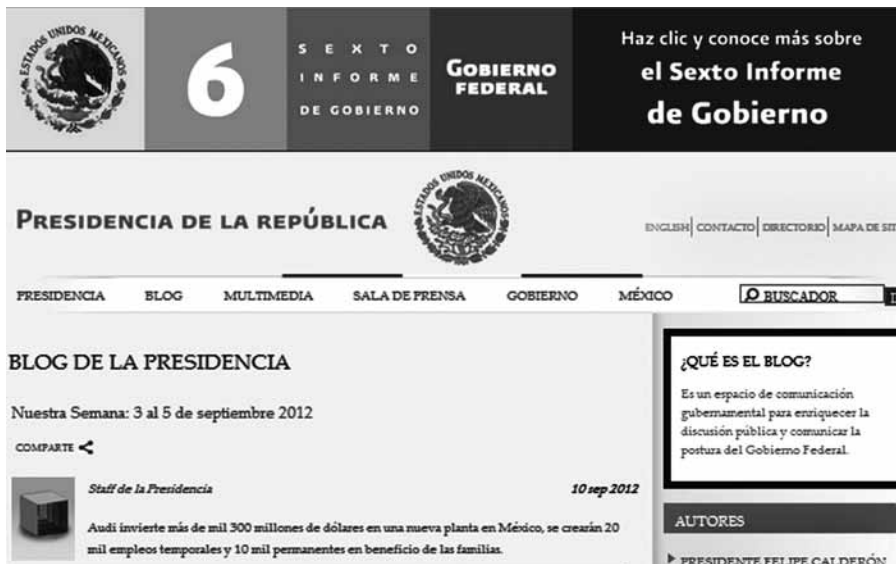 ESTADOS UNIDOS MEXICANOS
6
SEXTO
INFORME
DE GOBIERNO
GOBIERNO
FEDERAL
Haz clic y conoce más sobre
el Sexto Informe
de Gobierno
PRESIDENCIA DE LA REPÚBLICA
ESTADOS UNIDOS MEXICANOS
ENGLISH| CONTACTO| DIRECTORIO| MAPA DE SIT
PRESIDENCIA BLOG MULTIMEDIA SALA DE PRENSA GOBIERNO MÉXICO BUSCADOR
BLOG DE LA PRESIDENCIA
Nuestra Semana: 3 al 5 de septiembre 2012
COMPARTE
Staff de la Presidencia 10 sep 2012
Audi invierte más de mil 300 millones de dólares en una nueva planta en México, se crearán 20
mil empleos temporales y 10 mil permanentes en beneficio de las familias.
¿QUÉ ES EL BLOG?
Es un espacio de comunicación
gubernamental para enriquecer la
discusión pública y comunicar la
postura del Gobierno Federal.
AUTORES
PRESIDENTE FELIPE CALDERÓN